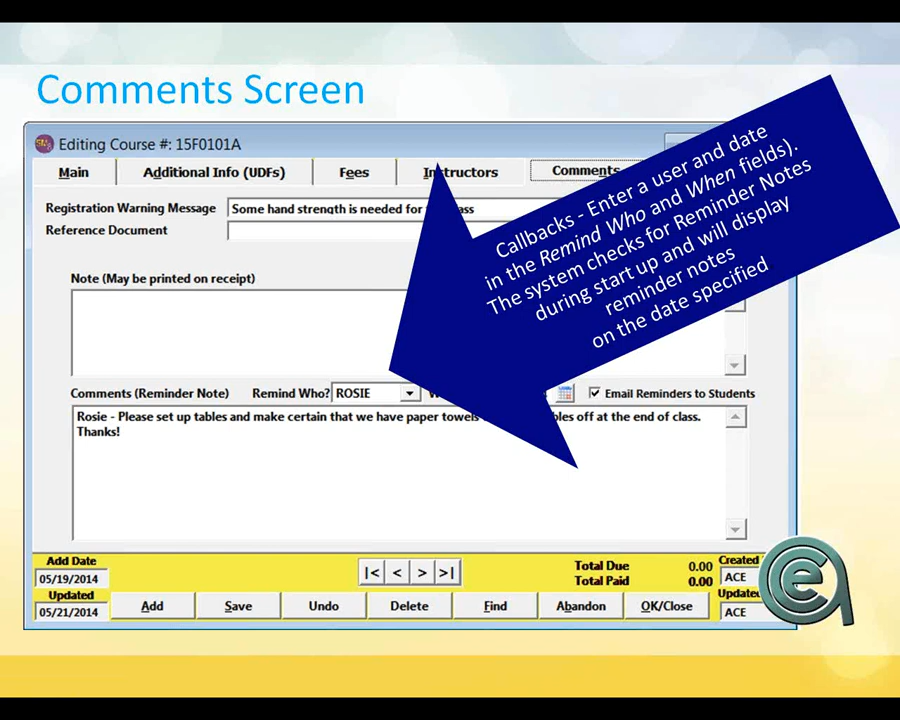 Comments Screen
Editing Course #: 15F0101A
Main Additional Info (UDFs) Fees Instructors Comments
Registration Warning Message Some hand strength is needed for class
Reference Document
Callbacks - Enter a user and date
in the Remind Who and When fields).
The system checks for Reminder Notes
during start up and will display
reminder notes
on the date specified
Note (May be printed on receipt)
Comments (Reminder Note) Remind Who? ROSIE Email Reminders to Students
Rosie - Please set up tables and make certain that we have paper towels off at the end of class.
Thanks!
Add Date
05/19/2014
Updated
05/21/2014
|< < > >|
Total Due 0.00
Total Paid 0.00
Created
ACE
Updated
ACE
Add Save Undo Delete Find Abandon OK/Close